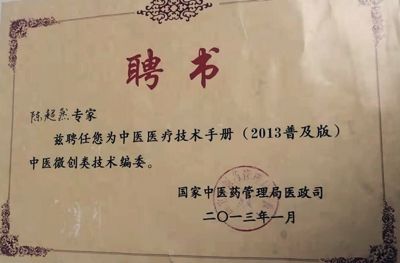 聘书
陈超然专家
兹聘任您为中医医疗技术手册（2013普及版）
中医微创类技术编委。
国家中医药管理局医政司
二〇一三年一月